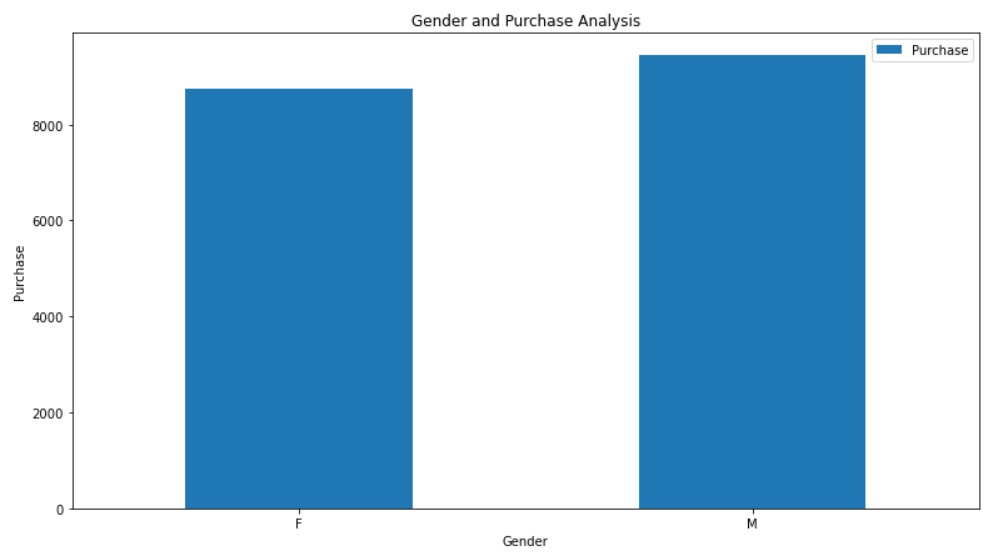 Gender and Purchase Analysis
Purchase
8000
6000
4000
2000
0
Purchase
F
M
Gender